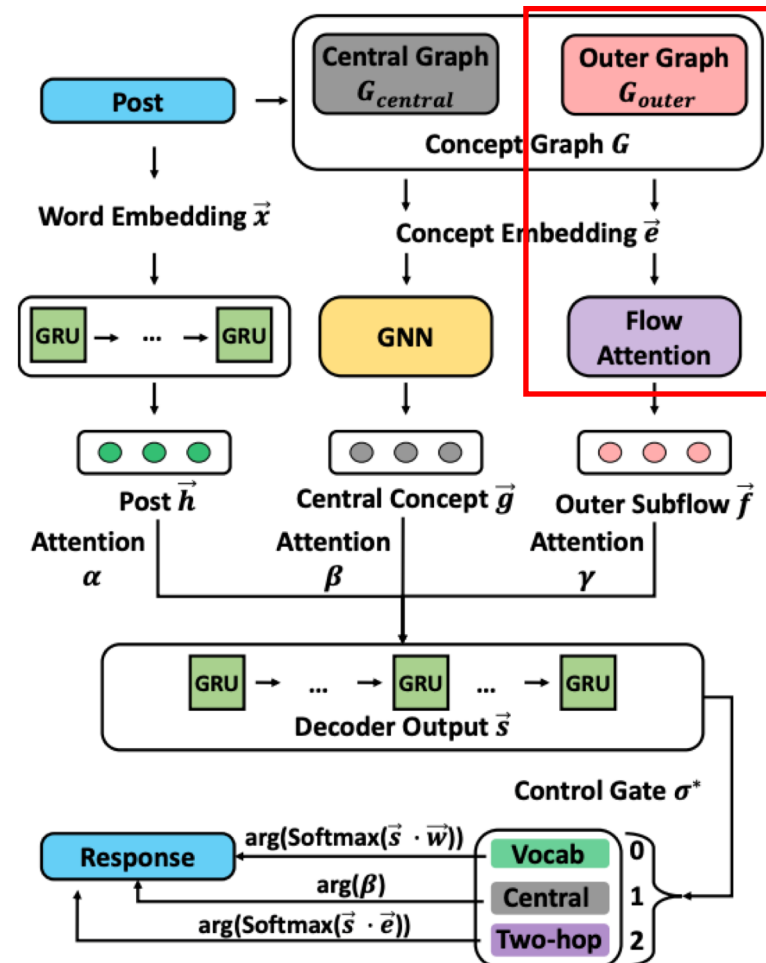 Post
Central Graph
G_central
Outer Graph
G_outer
Concept Graph G
Word Embedding x⃗
Concept Embedding e⃗
GRU → ... → GRU
GNN
Flow
Attention
Post h⃗
Central Concept g⃗
Outer Subflow f⃗
Attention
α
Attention
β
Attention
γ
GRU → ... → GRU ... → GRU
Decoder Output s⃗
Control Gate σ*
Response
arg(Softmax(s⃗ · w⃗))
Vocab 0
arg(β)
Central 1
arg(Softmax(s⃗ · e⃗))
Two-hop 2